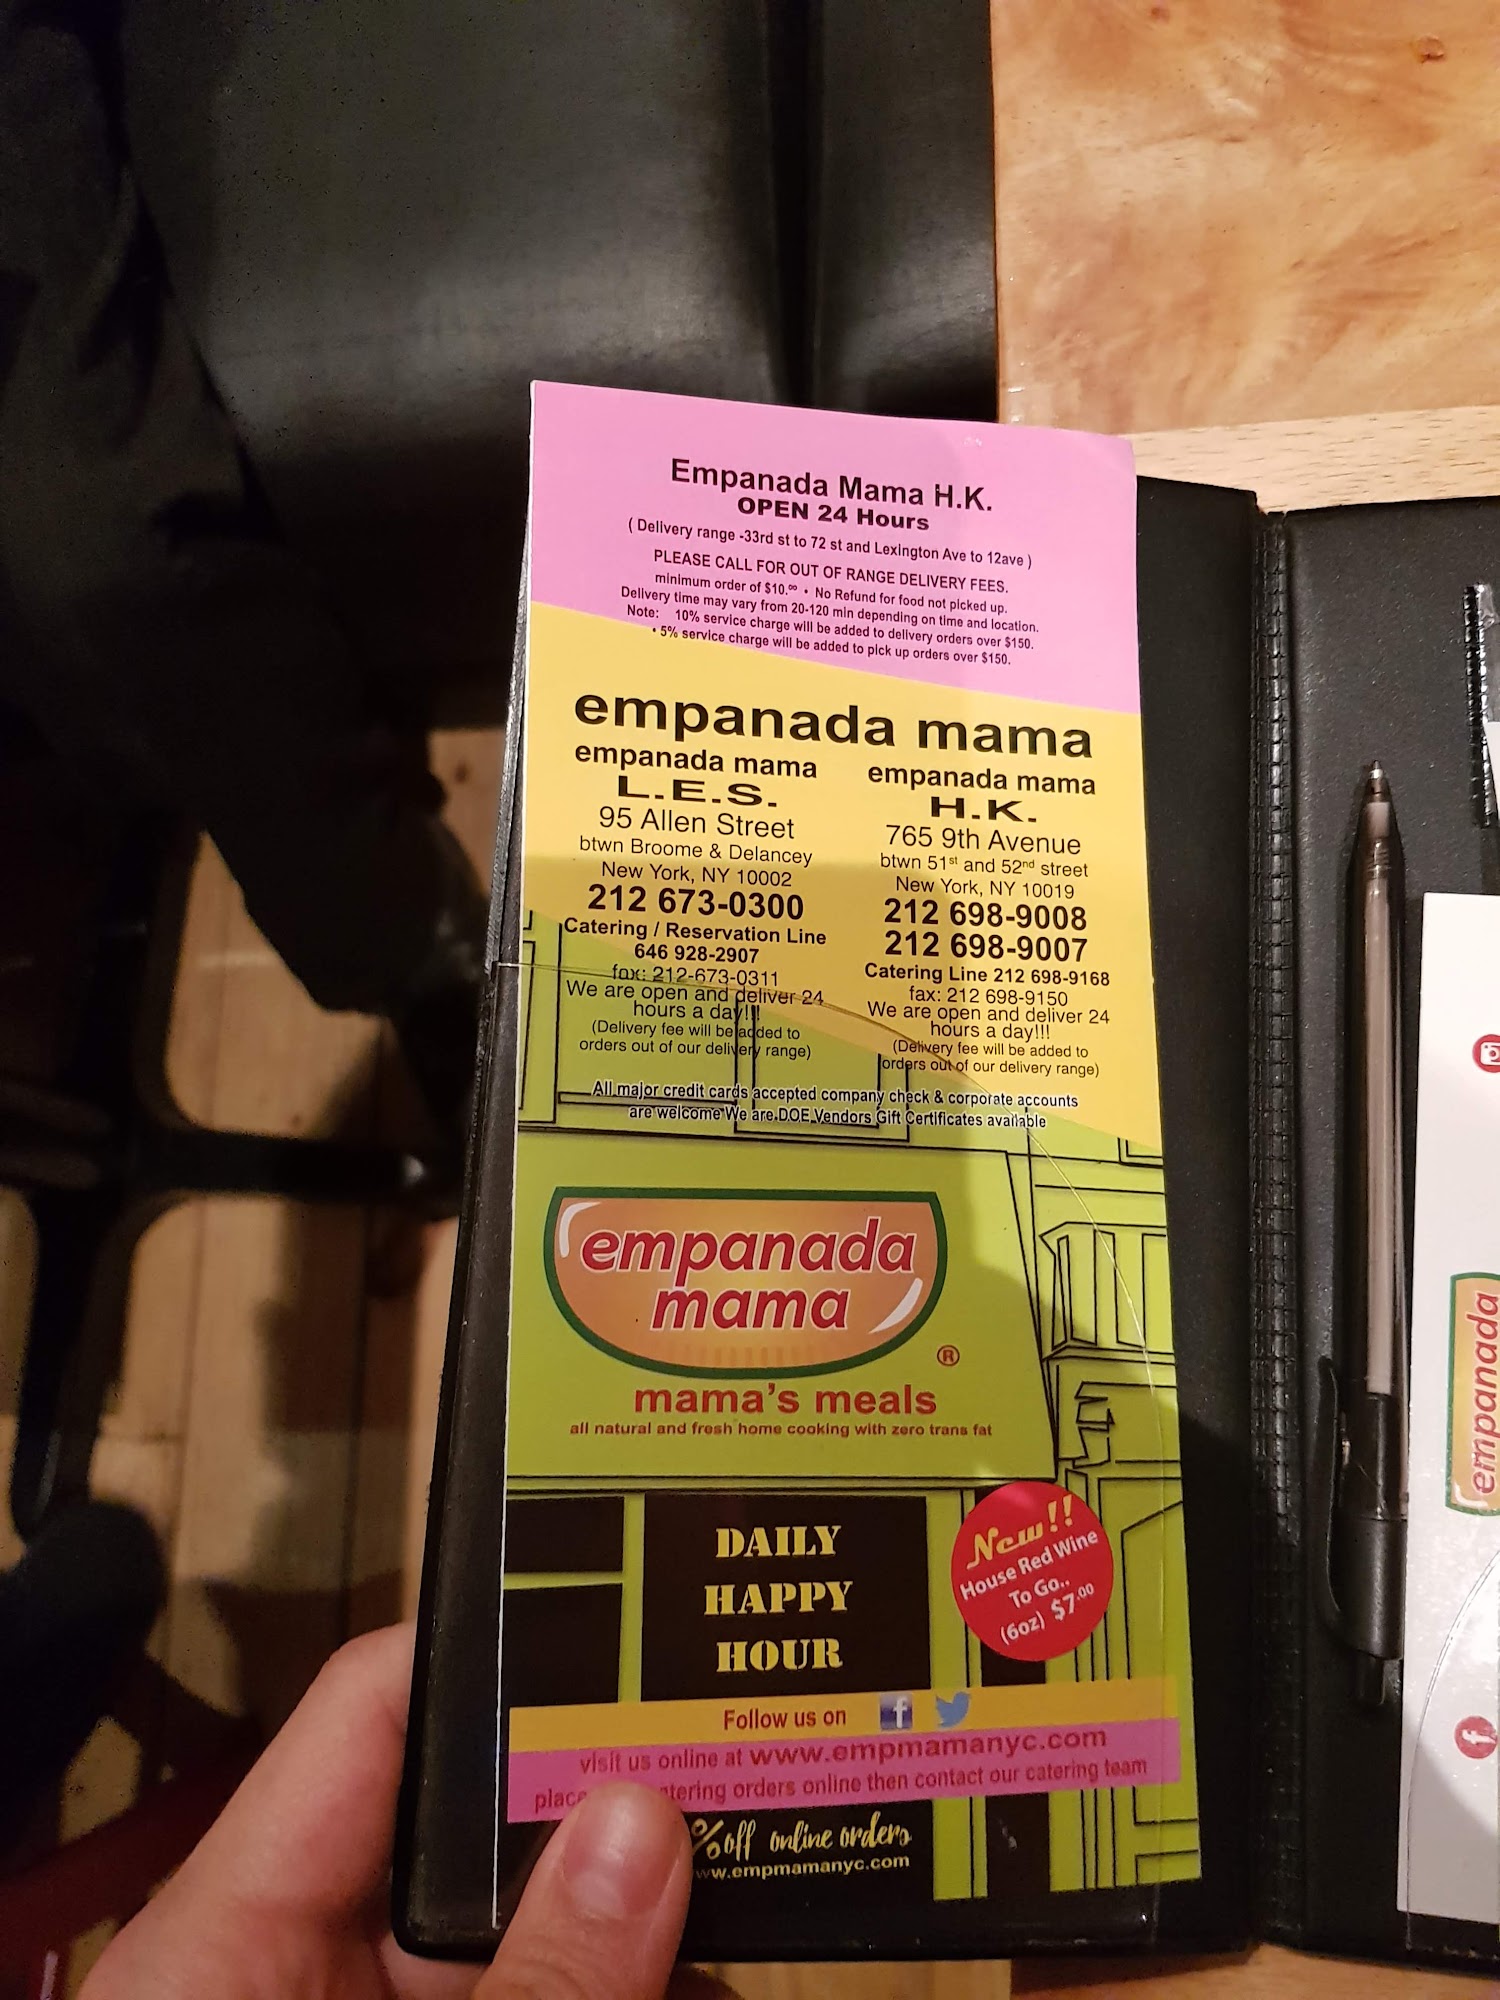 Empanada Mama H.K.
OPEN 24 Hours
( Delivery range -33rd st to 72 st and Lexington Ave to 12ave )
PLEASE CALL FOR OUT OF RANGE DELIVERY FEES.
minimum order of $10.⁰⁰ • No Refund for food not picked up.
Delivery time may vary from 20-120 min depending on time and location.
Note: 10% service charge will be added to delivery orders over $150.
• 5% service charge will be added to pick up orders over $150.
empanada mama
empanada mama
L.E.S.
95 Allen Street
btwn Broome & Delancey
New York, NY 10002
212 673-0300
Catering / Reservation Line
646 928-2907
fax: 212-673-0311
We are open and deliver 24
hours a day!!!
(Delivery fee will be added to
orders out of our delivery range)
empanada mama
H.K.
765 9th Avenue
btwn 51st and 52nd street
New York, NY 10019
212 698-9008
212 698-9007
Catering Line 212 698-9168
fax: 212 698-9150
We are open and deliver 24
hours a day!!!
(Delivery fee will be added to
orders out of our delivery range)
All major credit cards accepted company check & corporate accounts
are welcome We are D.O.E Vendors Gift Certificates available
empanada
mama
®
mama's meals
all natural and fresh home cooking with zero trans fat
DAILY
HAPPY
HOUR
New!!
House Red Wine
To Go..
(6oz) $7.00
Follow us on
visit us online at www.empmamanyc.com
orders online then contact our catering team
%off online orders
www.empmamanyc.com
empanada